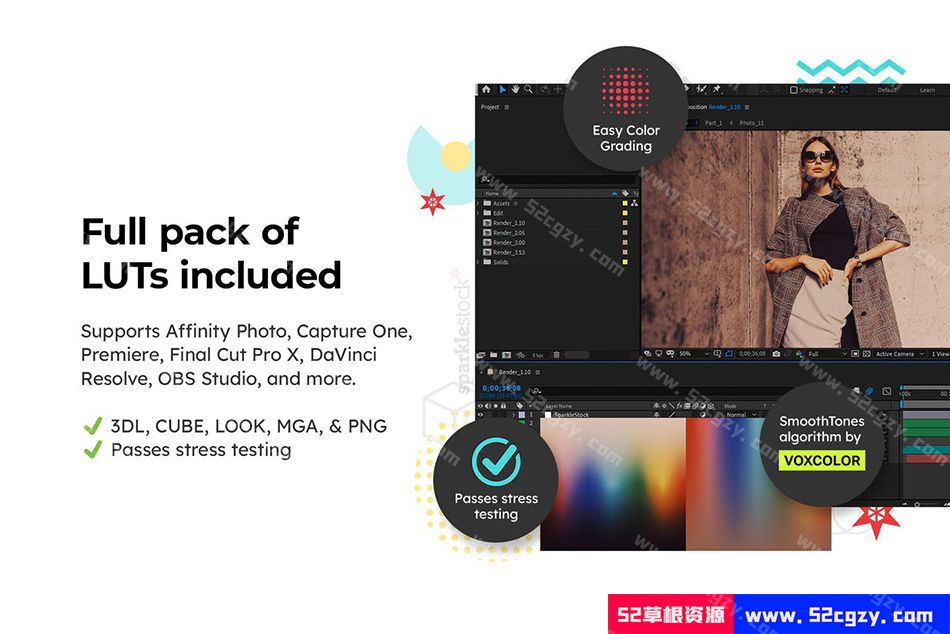 Full pack of
LUTs included
Supports Affinity Photo, Capture One,
Premiere, Final Cut Pro X, DaVinci
Resolve, OBS Studio, and more.
3DL, CUBE, LOOK, MGA, & PNG
Passes stress testing
sparklestock
Easy Color
Grading
Snapping
Default
Learn
Project
Render_1.10
Part_1
Photo_11
Name
Assets
Edit
Render_1.10
Render_2.05
Render_3.00
Render_3.53
Solids
8 bpc
50%
0;00;36;08
Full
Active Camera
1 View
Render_1.10
0;00;36;08
Layer Name
Mode
SparkleStock
Normal
Passes stress
testing
SmoothTones
algorithm by
VOXCOLOR
www.52cgzy.com
52草根资源
www.52cgzy.com